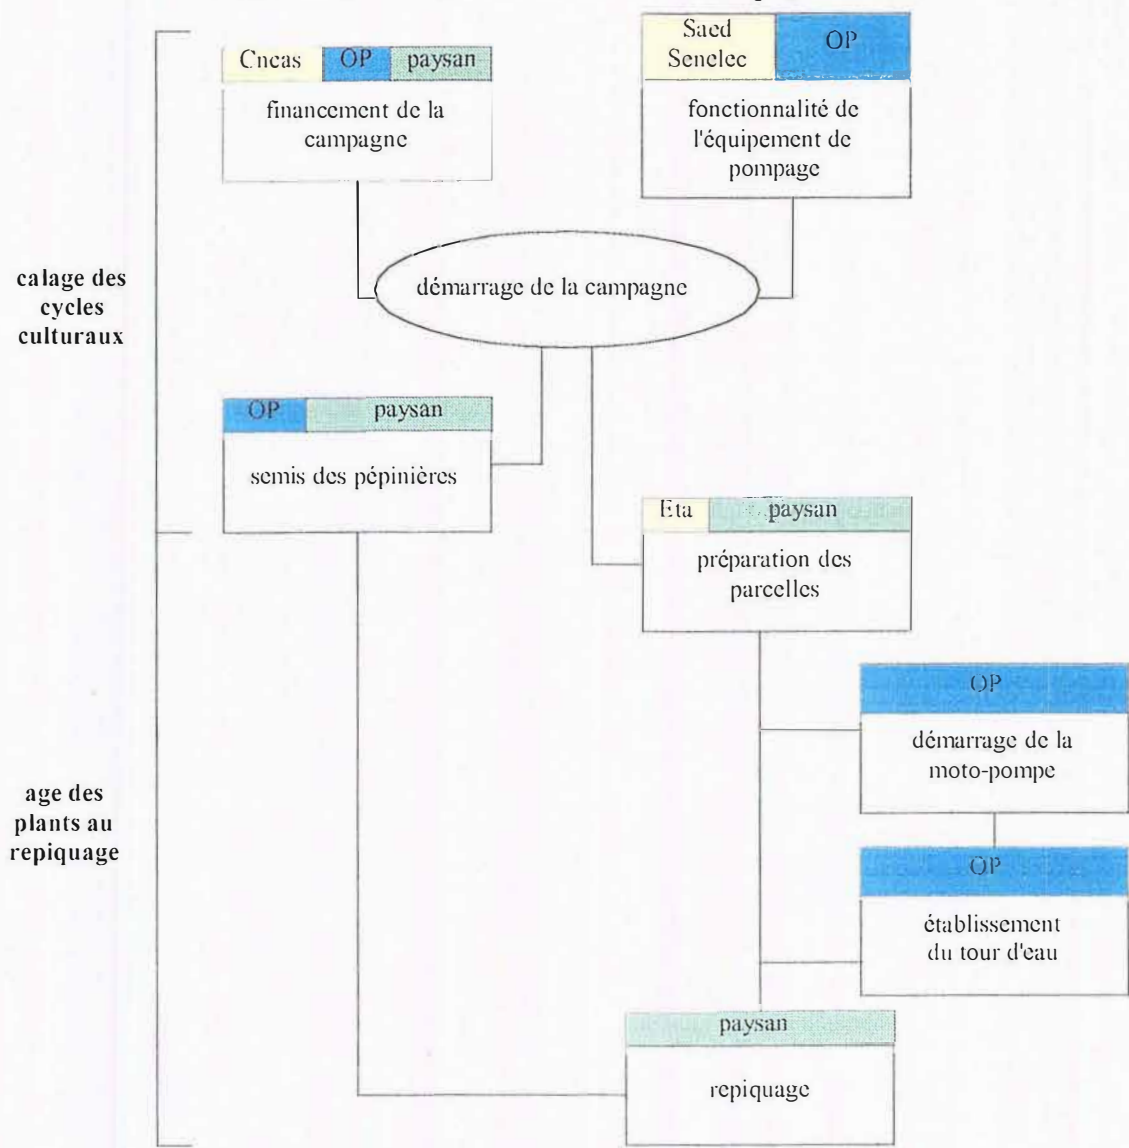 Cncas OP paysan
financement de la
campagne
Saed
Senelec
OP
fonctionnalité de
l'équipement de
pompage
démarrage de la campagne
calage des
cycles
culturaux
OP paysan
semis des pépinières
Eta paysan
préparation des
parcelles
OP
démarrage de la
moto-pompe
age des
plants au
repiquage
OP
établissement
du tour d'eau
paysan
repiquage